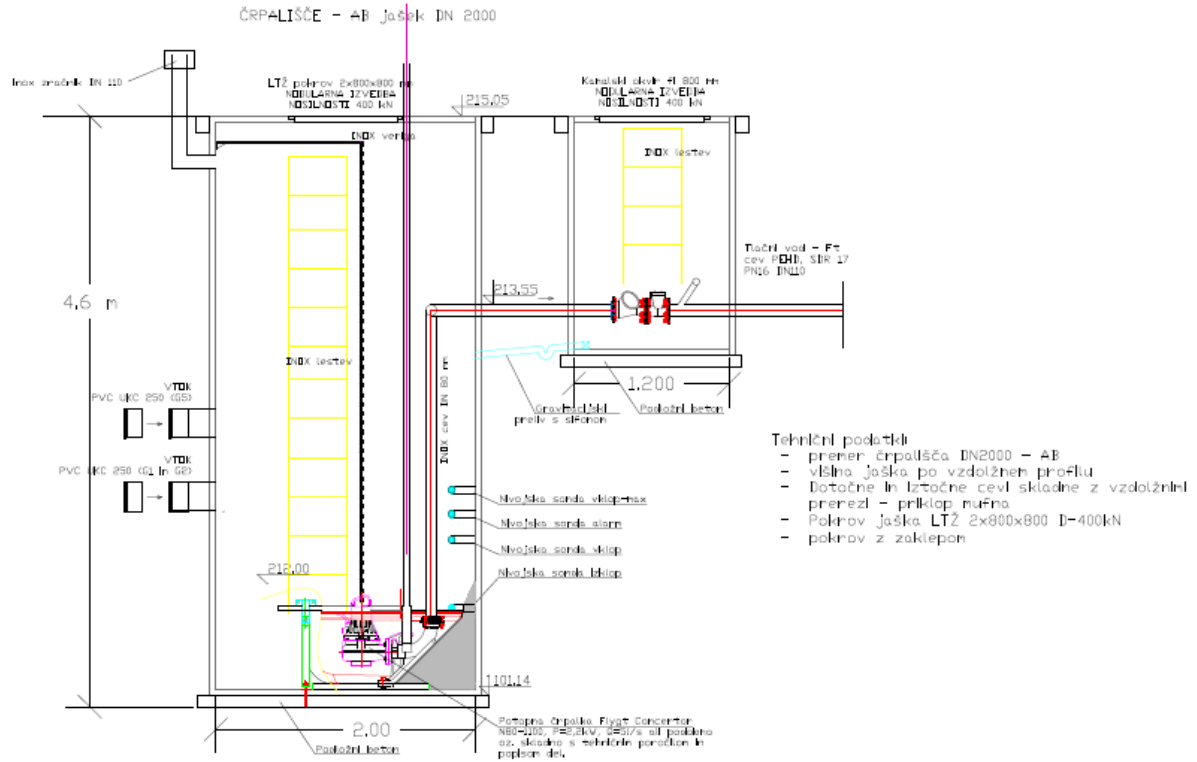 ČRPALIŠČE - AB jašek DN 2000
Inox zračnik DN 110
LTŽ pokrov 2x800x800 mm
NODULARNA IZVEDBA
NOSILNOSTI 400 kN
Kanalski okvir fi 800 mm
NODULARNA IZVEDBA
NOSILNOSTI 400 kN
215.05
INOX veriga
INOX lestev
Tlačni vod - Ft
cev PEHD, SDR 17
PN16 DN110
213.55
4.6 m
INOX lestev
INOX cev DN 80 mm
1.200
VTOK
PVC UKC 250 (G5)
Gravitacijski
preliv s sifonom
Podložni beton
VTOK
PVC UKC 250 (G1 in G2)
Tehnični podatki
- premer črpališča DN2000 - AB
- višina jaška po vzdolžnem profilu
- Dotočne in iztočne cevi skladne z vzdolžnimi
prerezi - priklop mufna
- Pokrov jaška LTŽ 2x800x800 D-400kN
- pokrov z zaklepom
Nivojska sonda vklop-max
Nivojska sonda alarm
Nivojska sonda vklop
Nivojska sonda izklop
212.00
101.14
2.00
Podložni beton
Potopna črpalka Flygt Concertor
N80-1100, P=2,2kW, Q=5l/s ali podobno
oz. skladno s tehničnim poročilom in
popisom del.